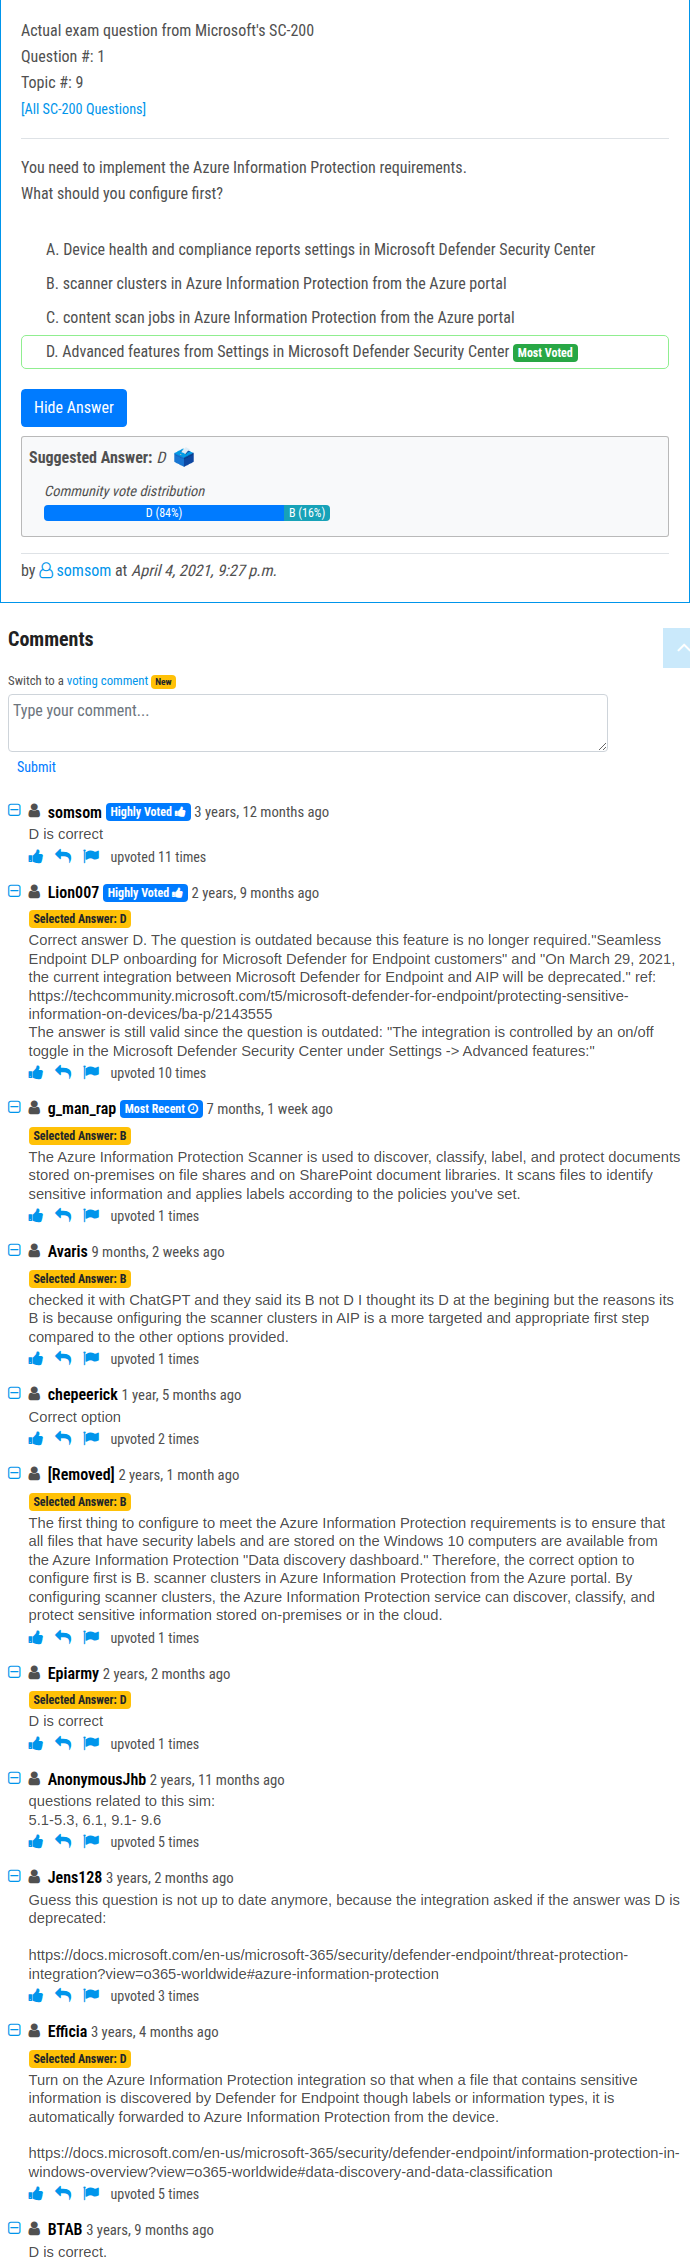 Actual exam question from Microsoft's SC-200
Question #: 1
Topic #: 9
[All SC-200 Questions]
You need to implement the Azure Information Protection requirements.
What should you configure first?
A. Device health and compliance reports settings in Microsoft Defender Security Center
B. scanner clusters in Azure Information Protection from the Azure portal
C. content scan jobs in Azure Information Protection from the Azure portal
D. Advanced features from Settings in Microsoft Defender Security Center Most Voted
Hide Answer
Suggested Answer: D
Community vote distribution
D (84%) B (16%)
by somsom at April 4, 2021, 9:27 p.m.
Comments
Switch to a voting comment New
Type your comment...
Submit
somsom Highly Voted 3 years, 12 months ago
D is correct
upvoted 11 times
Lion007 Highly Voted 2 years, 9 months ago
Selected Answer: D
Correct answer D. The question is outdated because this feature is no longer required."Seamless
Endpoint DLP onboarding for Microsoft Defender for Endpoint customers" and "On March 29, 2021,
the current integration between Microsoft Defender for Endpoint and AIP will be deprecated." ref:
https://techcommunity.microsoft.com/t5/microsoft-defender-for-endpoint/protecting-sensitive-
information-on-devices/ba-p/2143555
The answer is still valid since the question is outdated: "The integration is controlled by an on/off
toggle in the Microsoft Defender Security Center under Settings -> Advanced features:"
upvoted 10 times
g_man_rap Most Recent 7 months, 1 week ago
Selected Answer: B
The Azure Information Protection Scanner is used to discover, classify, label, and protect documents
stored on-premises on file shares and on SharePoint document libraries. It scans files to identify
sensitive information and applies labels according to the policies you've set.
upvoted 1 times
Avaris 9 months, 2 weeks ago
Selected Answer: B
checked it with ChatGPT and they said its B not D I thought its D at the begining but the reasons its
B is because onfiguring the scanner clusters in AIP is a more targeted and appropriate first step
compared to the other options provided.
upvoted 1 times
chepeerick 1 year, 5 months ago
Correct option
upvoted 2 times
[Removed] 2 years, 1 month ago
Selected Answer: B
The first thing to configure to meet the Azure Information Protection requirements is to ensure that
all files that have security labels and are stored on the Windows 10 computers are available from
the Azure Information Protection "Data discovery dashboard." Therefore, the correct option to
configure first is B. scanner clusters in Azure Information Protection from the Azure portal. By
configuring scanner clusters, the Azure Information Protection service can discover, classify, and
protect sensitive information stored on-premises or in the cloud.
upvoted 1 times
Epiarmy 2 years, 2 months ago
Selected Answer: D
D is correct
upvoted 1 times
AnonymousJhb 2 years, 11 months ago
questions related to this sim:
5.1-5.3, 6.1, 9.1- 9.6
upvoted 5 times
Jens128 3 years, 2 months ago
Guess this question is not up to date anymore, because the integration asked if the answer was D is
deprecated:
https://docs.microsoft.com/en-us/microsoft-365/security/defender-endpoint/threat-protection-
integration?view=o365-worldwide#azure-information-protection
upvoted 3 times
Efficia 3 years, 4 months ago
Selected Answer: D
Turn on the Azure Information Protection integration so that when a file that contains sensitive
information is discovered by Defender for Endpoint though labels or information types, it is
automatically forwarded to Azure Information Protection from the device.
https://docs.microsoft.com/en-us/microsoft-365/security/defender-endpoint/information-protection-in-
windows-overview?view=o365-worldwide#data-discovery-and-data-classification
upvoted 5 times
BTAB 3 years, 9 months ago
D is correct.